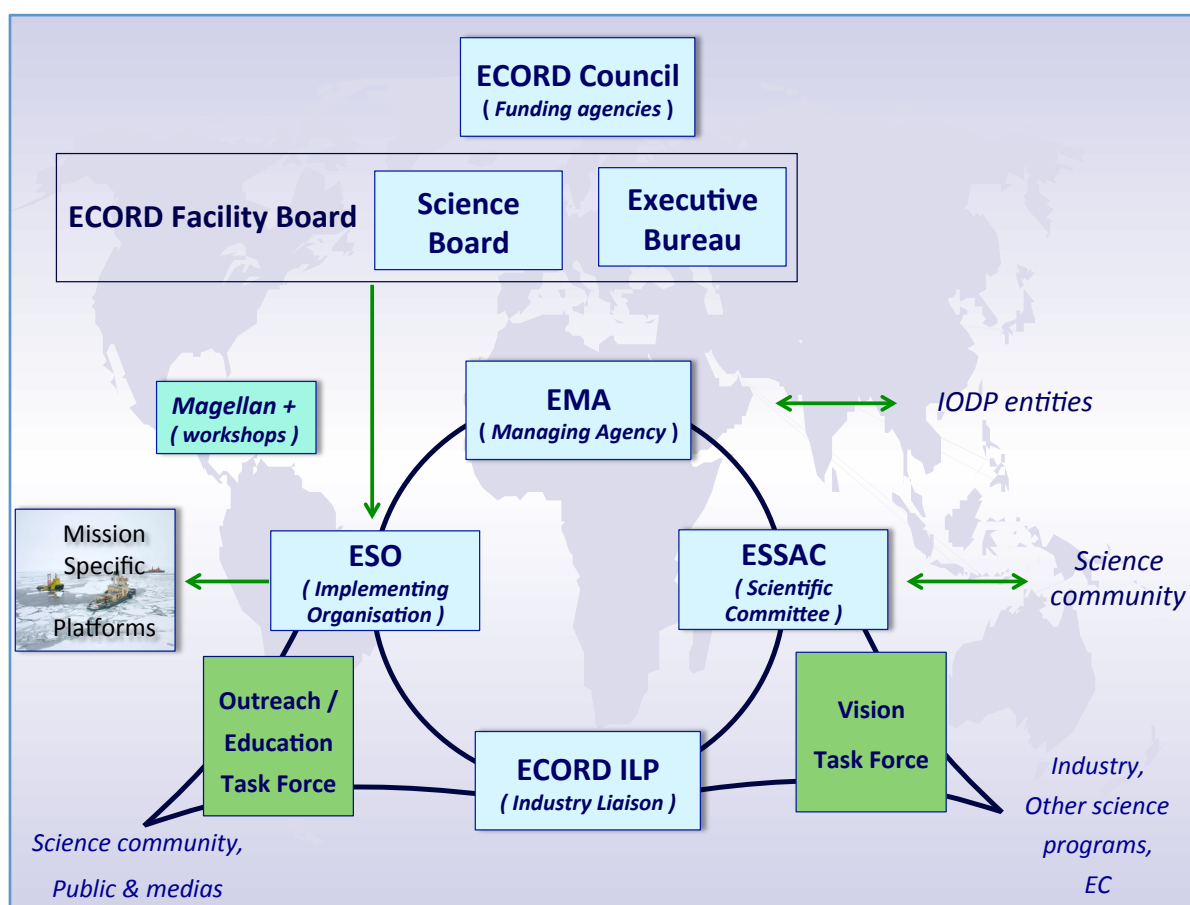 ECORD Council
( Funding agencies )
ECORD Facility Board
Science
Board
Executive
Bureau
Magellan +
( workshops )
EMA
( Managing Agency )
IODP entities
Mission
Specific
Platforms
ESO
( Implementing
Organisation )
ESSAC
( Scientific
Committee )
Science
community
Outreach /
Education
Task Force
Vision
Task Force
ECORD ILP
( Industry Liaison )
Science community,
Public & medias
Industry,
Other science
programs,
EC